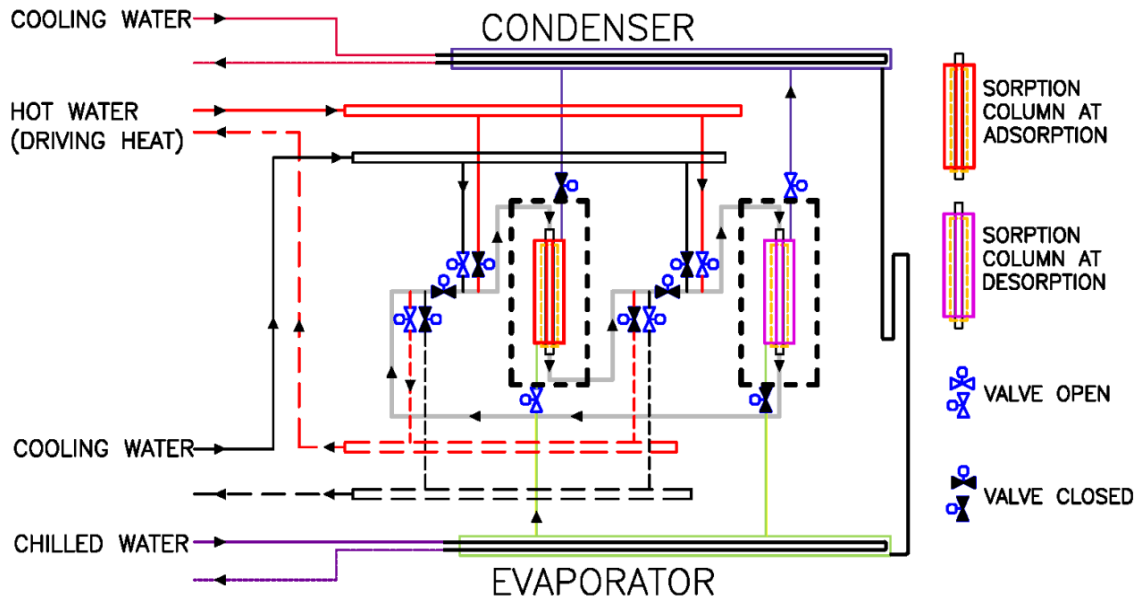 COOLING WATER
CONDENSER
HOT WATER
(DRIVING HEAT)
SORPTION
COLUMN AT
ADSORPTION
SORPTION
COLUMN AT
DESORPTION
VALVE OPEN
COOLING WATER
VALVE CLOSED
CHILLED WATER
EVAPORATOR